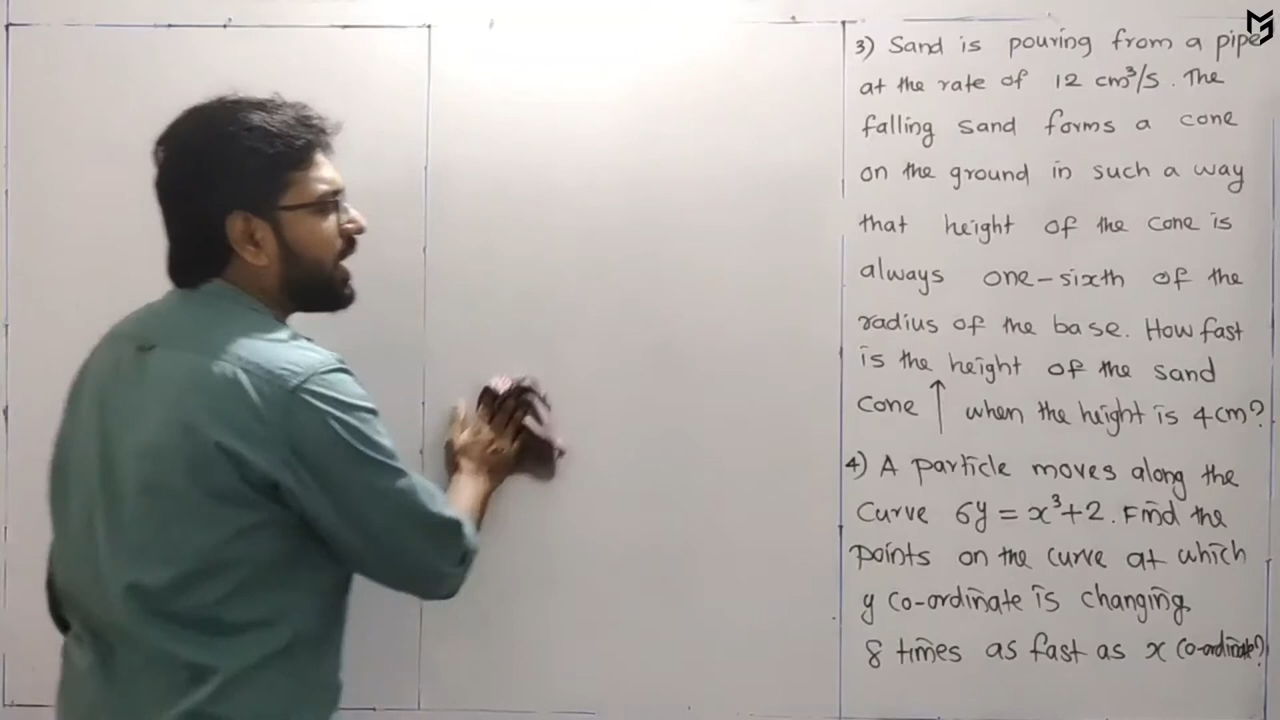 3) Sand is pouring from a pipe
at the rate of 12 cm³/s. The
falling sand forms a cone
on the ground in such a way
that height of the cone is
always one-sixth of the
radius of the base. How fast
is the height of the sand
cone ↑ when the height is 4cm?
4) A particle moves along the
curve 6y = x³+2. Find the
points on the curve at which
y co-ordinate is changing
8 times as fast as x co-ordinate?